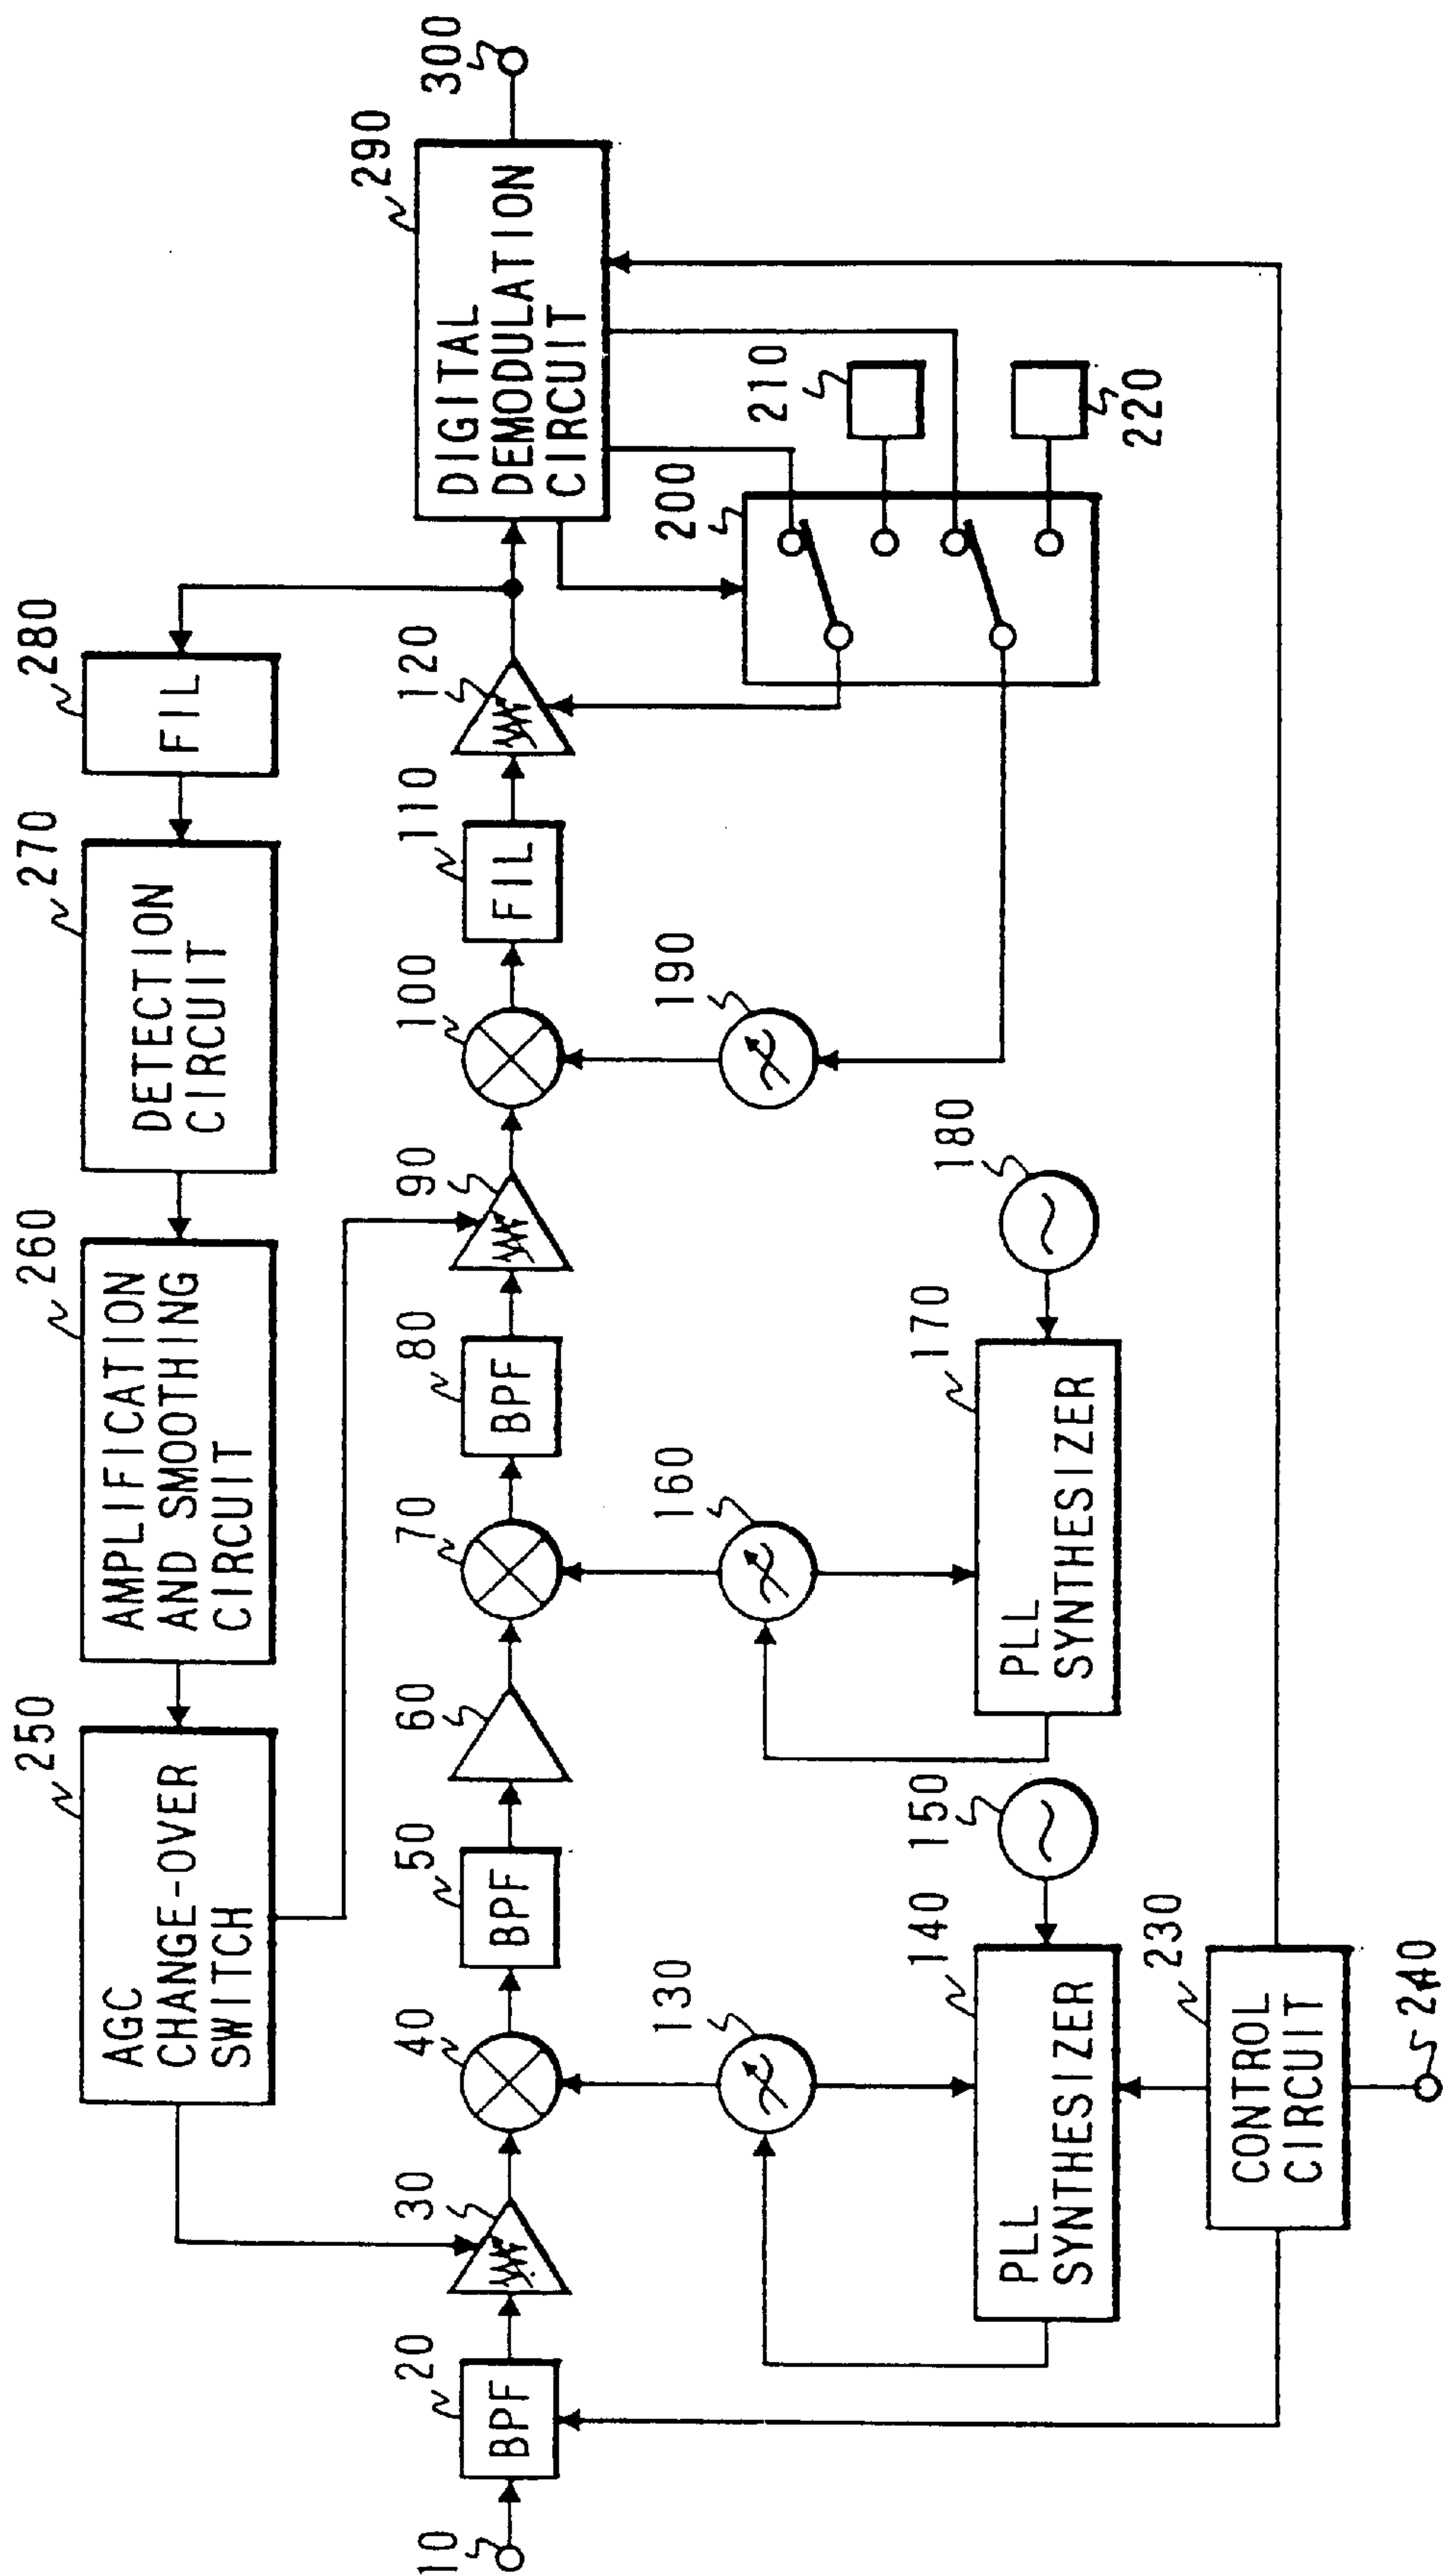 250
AGC
CHANGE-OVER
SWITCH
260
AMPLIFICATION
AND SMOOTHING
CIRCUIT
270
DETECTION
CIRCUIT
280
FIL
10
20
BPF
30
40
50
BPF
60
70
80
BPF
90
100
110
FIL
120
290
DIGITAL
DEMODULATION
CIRCUIT
300
130
160
190
200
210
220
140
PLL
SYNTHESIZER
150
170
PLL
SYNTHESIZER
180
230
CONTROL
CIRCUIT
240